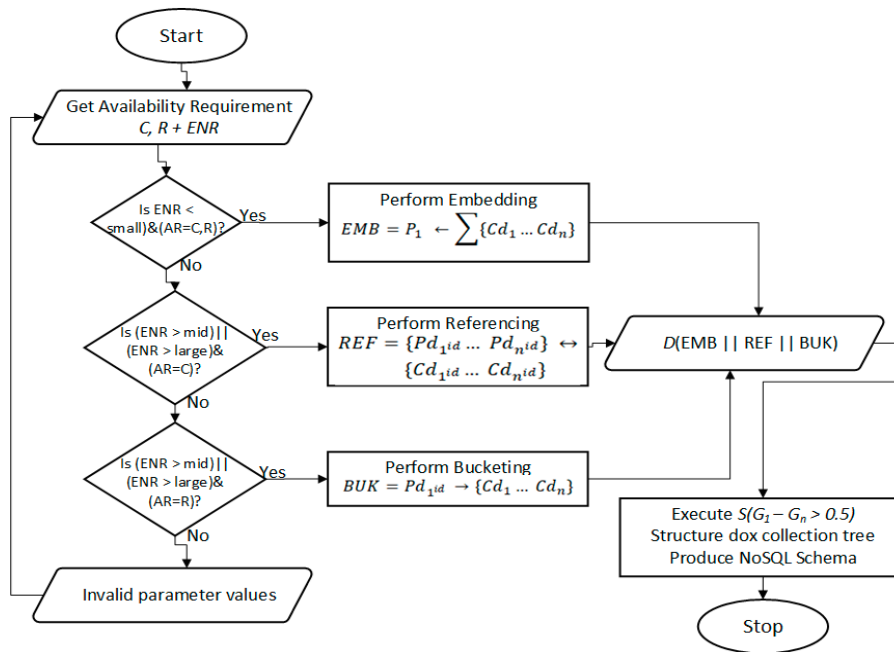 Start
Get Availability Requirement
C, R + ENR
Is ENR <
small)&(AR=C,R)?
Yes
No
Perform Embedding
EMB = P₁ ← ∑{Cd₁ … Cdₙ}
Is (ENR > mid)||
(ENR > large)&
(AR=C)?
Yes
No
Perform Referencing
REF = {Pd₁ⁱᵈ … Pdₙⁱᵈ} ↔
{Cd₁ⁱᵈ … Cdₙⁱᵈ}
D(EMB || REF || BUK)
Is (ENR > mid)||
(ENR > large)&
(AR=R)?
Yes
No
Perform Bucketing
BUK = Pd₁ⁱᵈ → {Cd₁ … Cdₙ}
Invalid parameter values
Execute S(G₁ – Gₙ > 0.5)
Structure dox collection tree
Produce NoSQL Schema
Stop